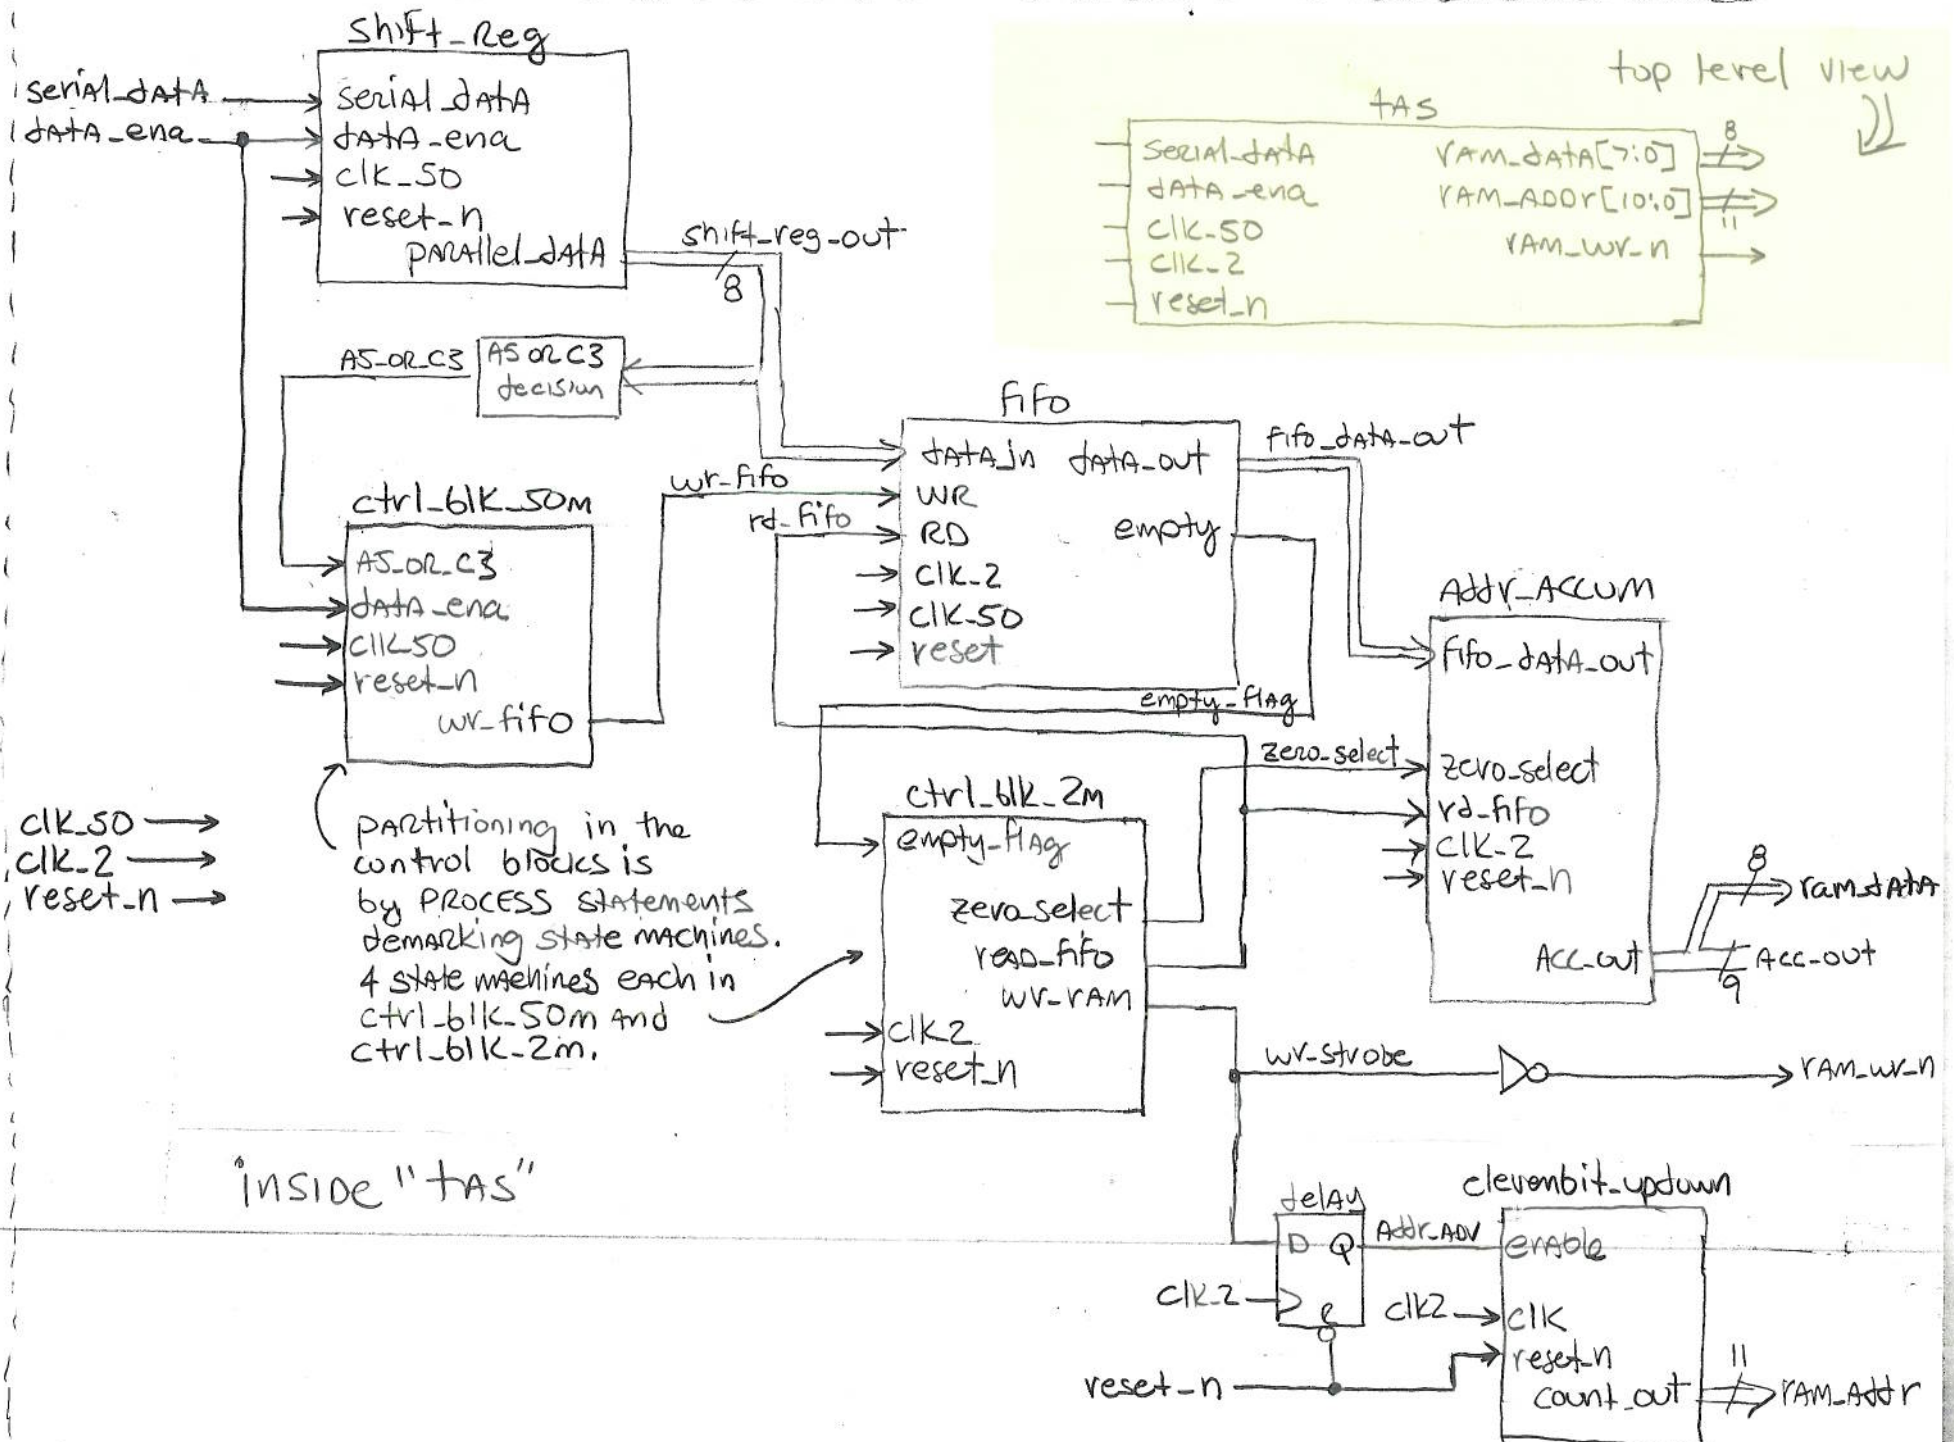 shift_Reg
serial_data
data_ena
serial_data
data_ena
clk_50
reset_n
parallel_data
shift_reg_out
8
top level view
tas
serial_data
data_ena
clk_50
clk_2
reset_n
ram_data[7:0]
ram_addr[10:0]
ram_wr_n
8
11
A5_OR_C3
A5 OR C3
decision
fifo
data_in
data_out
WR
RD
empty
clk_2
clk_50
reset
wr_fifo
rd_fifo
fifo_data_out
empty_flag
ctrl_blk_50m
A5_OR_C3
data_ena
clk_50
reset_n
wr_fifo
Addr_Accum
fifo_data_out
zero_select
rd_fifo
clk_2
reset_n
Acc_out
zero_select
8
ram_data
9
Acc_out
clk_50
clk_2
reset_n
partitioning in the
control blocks is
by PROCESS statements
demarking state machines.
4 state machines each in
ctrl_blk_50m and
ctrl_blk_2m.
ctrl_blk_2m
empty_flag
zero_select
read_fifo
wr_ram
clk2
reset_n
wr_strobe
ram_wr_n
inside "tas"
delay
D Q
R
clk_2
Addr_Adv
reset_n
elevenbit_updown
enable
clk2
clk
reset_n
count_out
11
ram_Addr